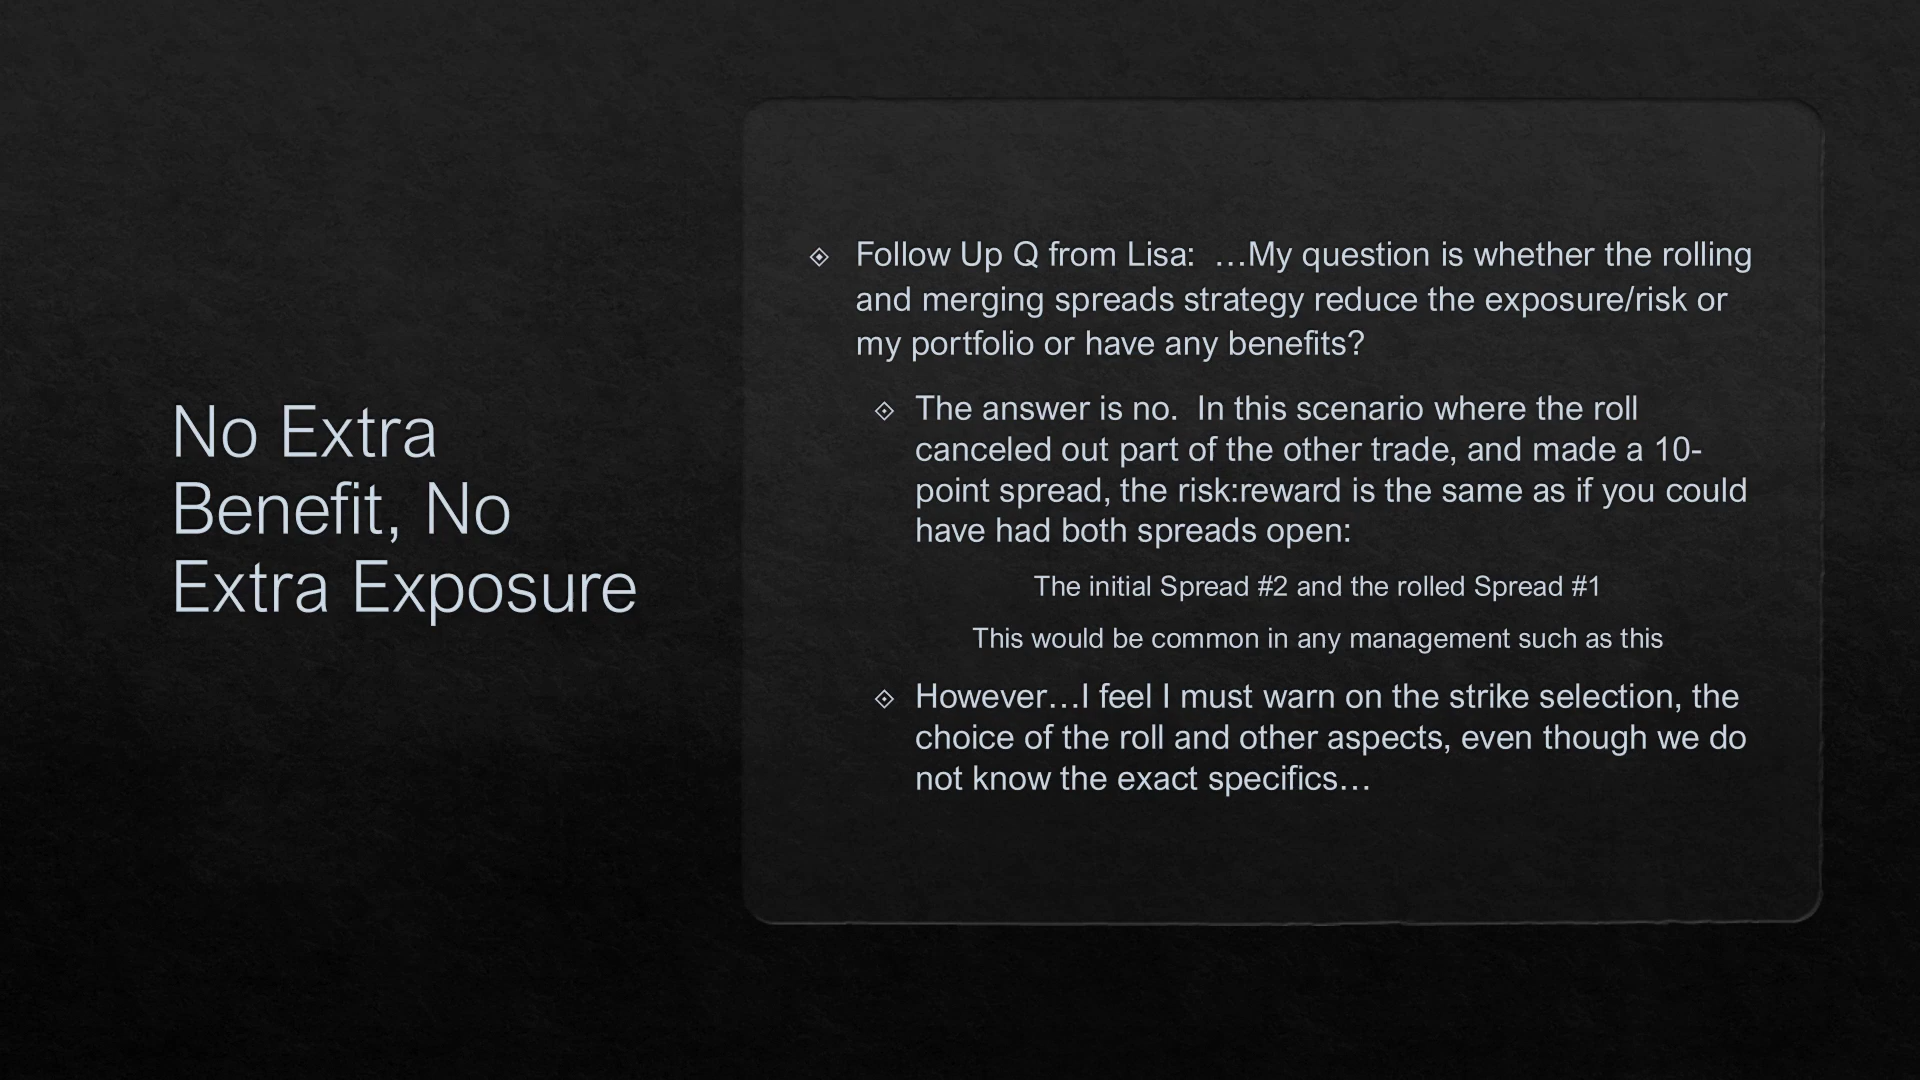 No Extra
Benefit, No
Extra Exposure
Follow Up Q from Lisa:  …My question is whether the rolling
and merging spreads strategy reduce the exposure/risk or
my portfolio or have any benefits?
The answer is no.  In this scenario where the roll
canceled out part of the other trade, and made a 10-
point spread, the risk:reward is the same as if you could
have had both spreads open:
The initial Spread #2 and the rolled Spread #1
This would be common in any management such as this
However…I feel I must warn on the strike selection, the
choice of the roll and other aspects, even though we do
not know the exact specifics…